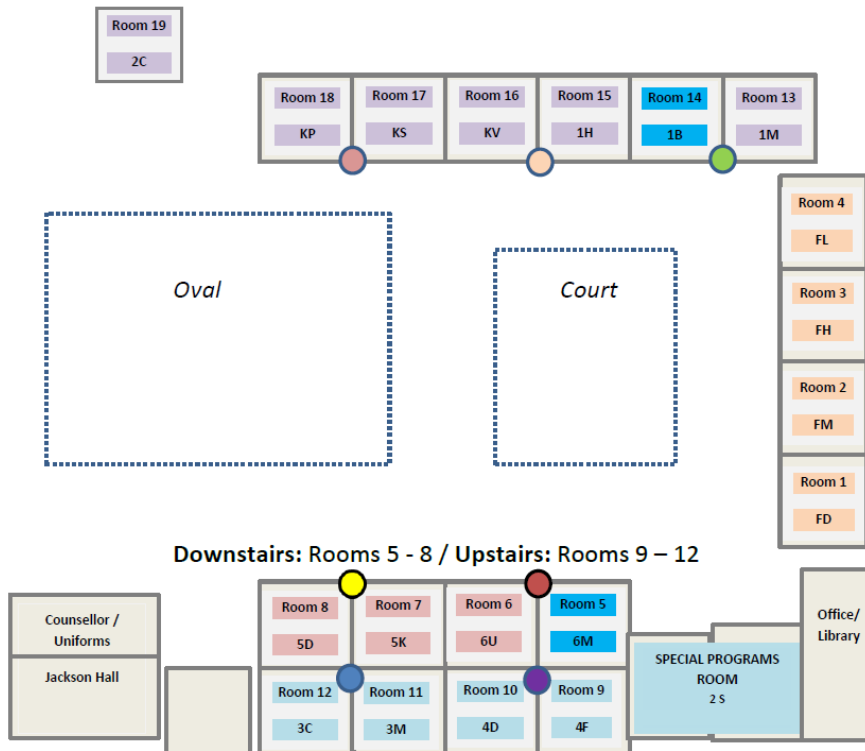 Room 19
2C
Room 18
KP
Room 17
KS
Room 16
KV
Room 15
1H
Room 14
1B
Room 13
1M
Room 4
FL
Room 3
FH
Room 2
FM
Room 1
FD
Oval
Court
Downstairs: Rooms 5 - 8 / Upstairs: Rooms 9 – 12
Counsellor /
Uniforms
Jackson Hall
Room 8
5D
Room 7
5K
Room 6
6U
Room 5
6M
Room 12
3C
Room 11
3M
Room 10
4D
Room 9
4F
SPECIAL PROGRAMS
ROOM
2 S
Office/
Library